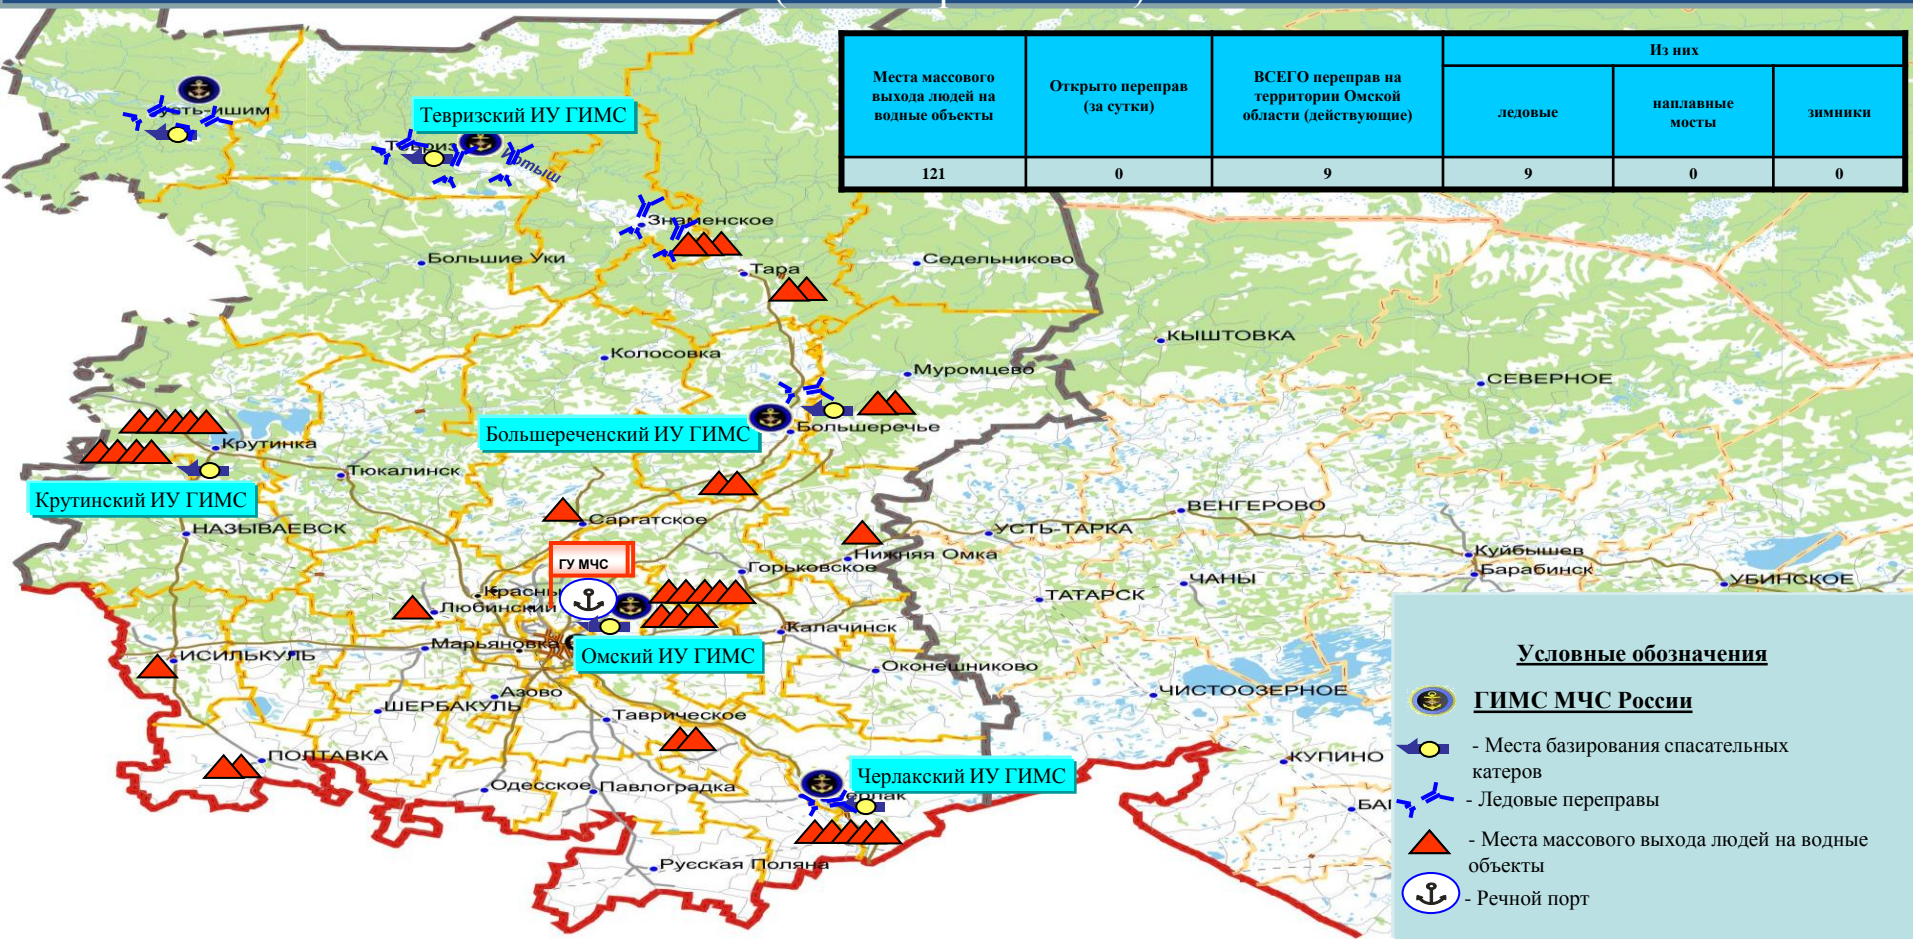 Места массового
выхода людей на
водные объекты
Открыто переправ
(за сутки)
ВСЕГО переправ на
территории Омской
области (действующие)
Из них
ледовые
наплавные
мосты
зимники
121
0
9
9
0
0
Тевризский ИУ ГИМС
Иртыш
Знаменское
Большие Уки
Тара
Седельниково
КЫШТОВКА
Колосовка
Муромцево
СЕВЕРНОЕ
Большереченский ИУ ГИМС
Большеречье
Крутинка
Тюкалинск
Крутинский ИУ ГИМС
НАЗЫВАЕВСК
Саргатское
ВЕНГЕРОВО
УСТЬ-ТАРКА
Нижняя Омка
Куйбышев
Барабинск
ГУ МЧС
Горьковское
ЧАНЫ
УБИНСКОЕ
ТАТАРСК
Любинский
Калачинск
Марьяновка
ИСИЛЬКУЛЬ
Омский ИУ ГИМС
Оконешниково
Азово
ЧИСТООЗЕРНОЕ
ШЕРБАКУЛЬ
Таврическое
ПОЛТАВКА
КУПИНО
Черлакский ИУ ГИМС
Одесское
Павлоградка
Русская Поляна
Условные обозначения
ГИМС МЧС России
- Места базирования спасательных
катеров
- Ледовые переправы
- Места массового выхода людей на водные
объекты
- Речной порт